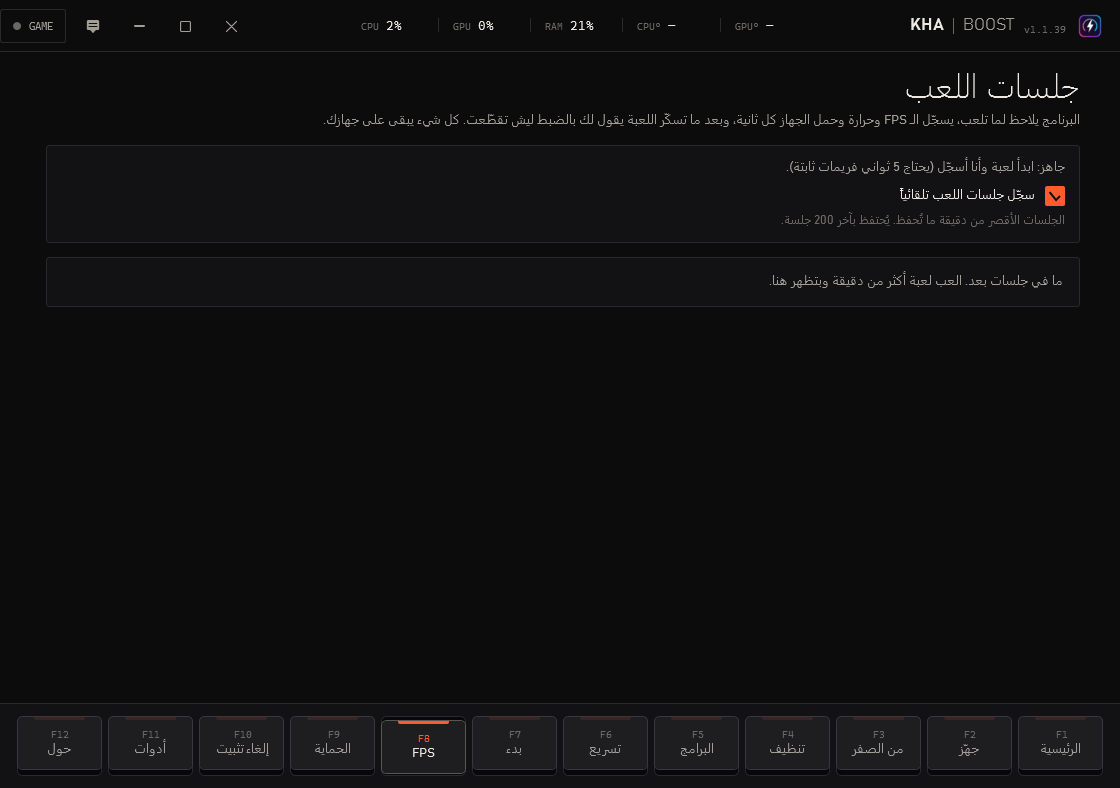 KHA | BOOST v1.1.39
CPU 2% GPU 0% RAM 21% CPU° — GPU° —
GAME
جلسات اللعب
البرنامج يلاحظ لما تلعب، يسجّل الـ FPS وحرارة وحمل الجهاز كل ثانية، وبعد ما تسكّر اللعبة يقول لك بالضبط ليش تقطّعت. كل شيء يبقى على جهازك.
جاهز: ابدأ لعبة وأنا أسجّل (يحتاج 5 ثواني فريمات ثابتة).
سجّل جلسات اللعب تلقائياً
الجلسات الأقصر من دقيقة ما تُحفظ. يُحتفظ بآخر 200 جلسة.
ما في جلسات بعد. العب لعبة أكثر من دقيقة وبتظهر هنا.
F1 الرئيسية
F2 جهّز
F3 من الصفر
F4 تنظيف
F5 البرامج
F6 تسريع
F7 بدء
F8 FPS
F9 الحماية
F10 إلغاء تثبيت
F11 أدوات
F12 حول